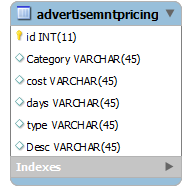 advertisemntpricing
id INT(11)
Category VARCHAR(45)
cost VARCHAR(45)
days VARCHAR(45)
type VARCHAR(45)
Desc VARCHAR(45)
Indexes